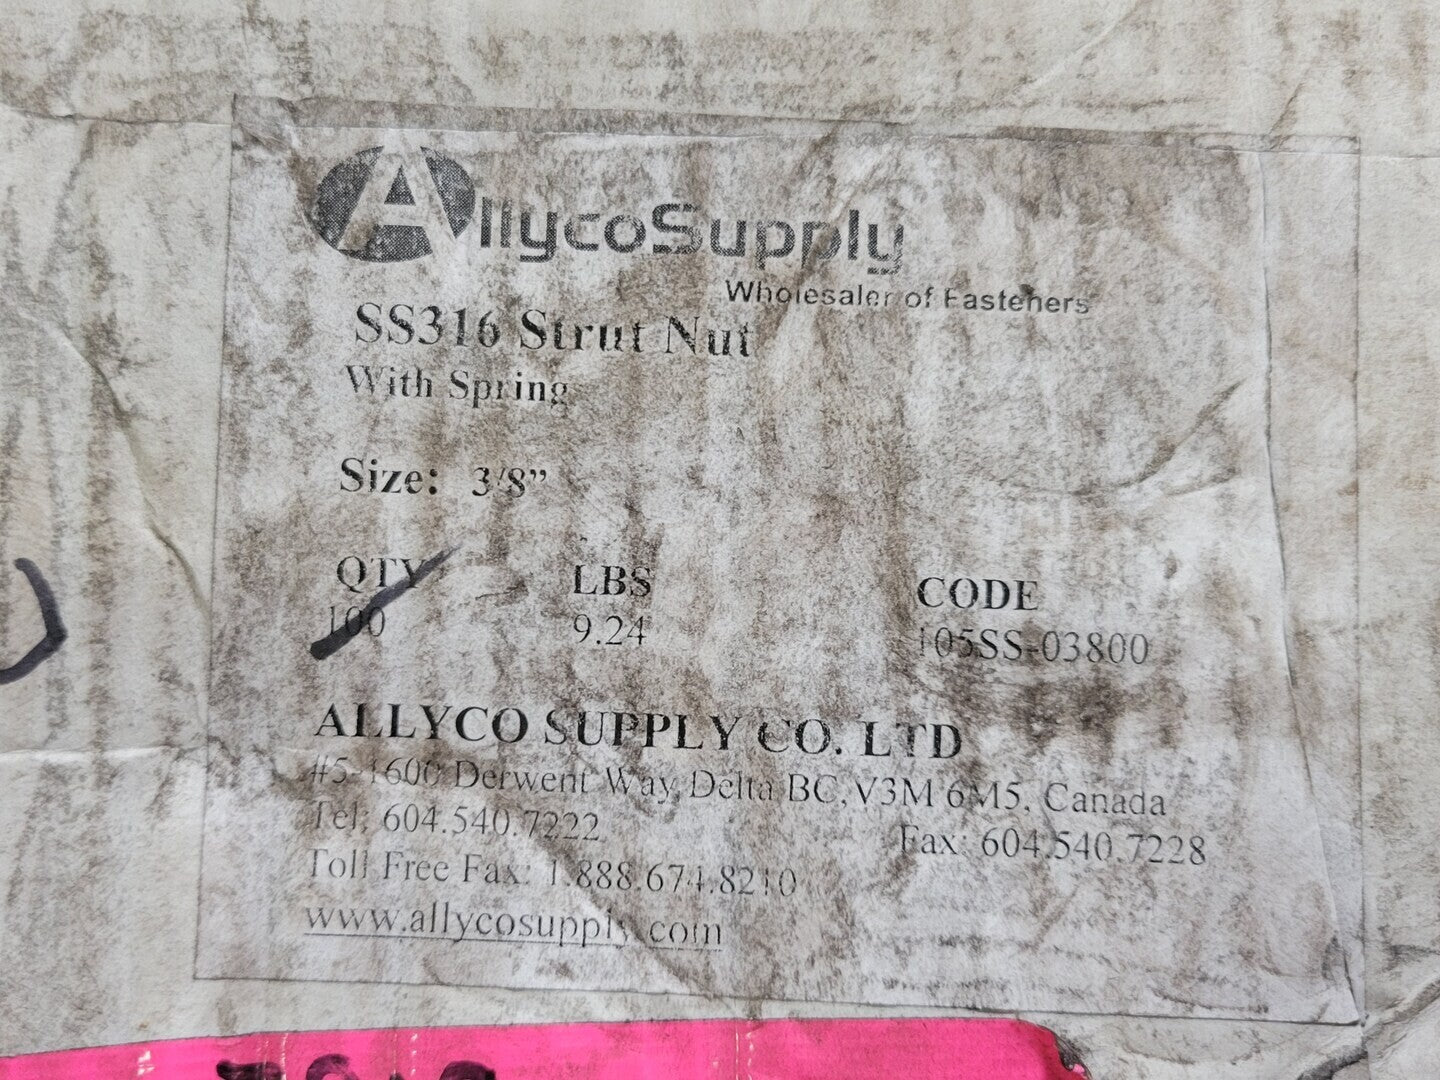 AllycoSupply
Wholesaler of Fasteners
SS316 Strut Nut
With Spring
Size: 3/8”
QTY LBS CODE
100 9.24 105SS-03800
ALLYCO SUPPLY CO. LTD
#5-1600 Derwent Way, Delta BC, V3M 6M5, Canada
Tel: 604.540.7222 Fax: 604.540.7228
Toll Free Fax: 1.888.674.8210
www.allycosupply.com